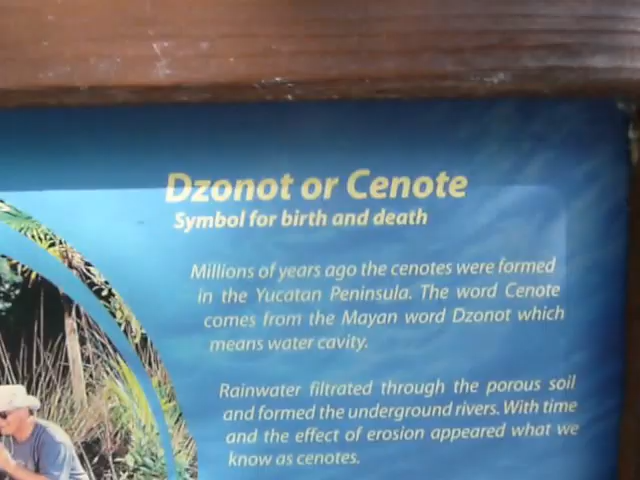 Dzonot or Cenote
Symbol for birth and death
Millions of years ago the cenotes were formed
in the Yucatan Peninsula. The word Cenote
comes from the Mayan word Dzonot which
means water cavity.
Rainwater filtrated through the porous soil
and formed the underground rivers. With time
and the effect of erosion appeared what we
know as cenotes.